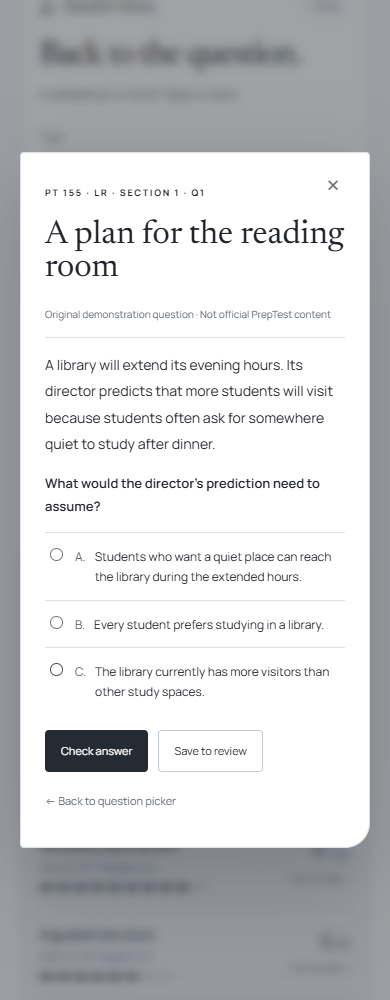 Back to the question.
PT 155 · LR · SECTION 1 · Q1
✕
A plan for the reading
room
Original demonstration question · Not official PrepTest content
A library will extend its evening hours. Its
director predicts that more students will visit
because students often ask for somewhere
quiet to study after dinner.
What would the director's prediction need to
assume?
A. Students who want a quiet place can reach
the library during the extended hours.
B. Every student prefers studying in a library.
C. The library currently has more visitors than
other study spaces.
Check answer Save to review
← Back to question picker